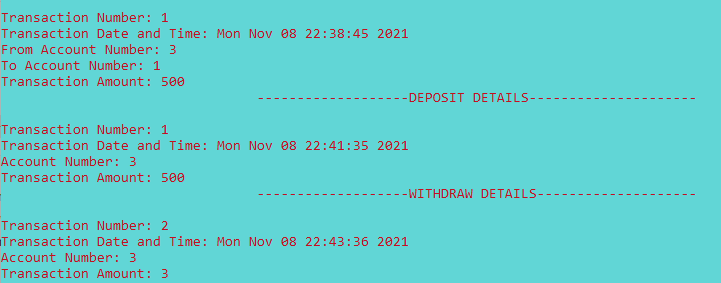 Transaction Number: 1
Transaction Date and Time: Mon Nov 08 22:38:45 2021
From Account Number: 3
To Account Number: 1
Transaction Amount: 500
-------------------DEPOSIT DETAILS---------------------
Transaction Number: 1
Transaction Date and Time: Mon Nov 08 22:41:35 2021
Account Number: 3
Transaction Amount: 500
-------------------WITHDRAW DETAILS--------------------
Transaction Number: 2
Transaction Date and Time: Mon Nov 08 22:43:36 2021
Account Number: 3
Transaction Amount: 3